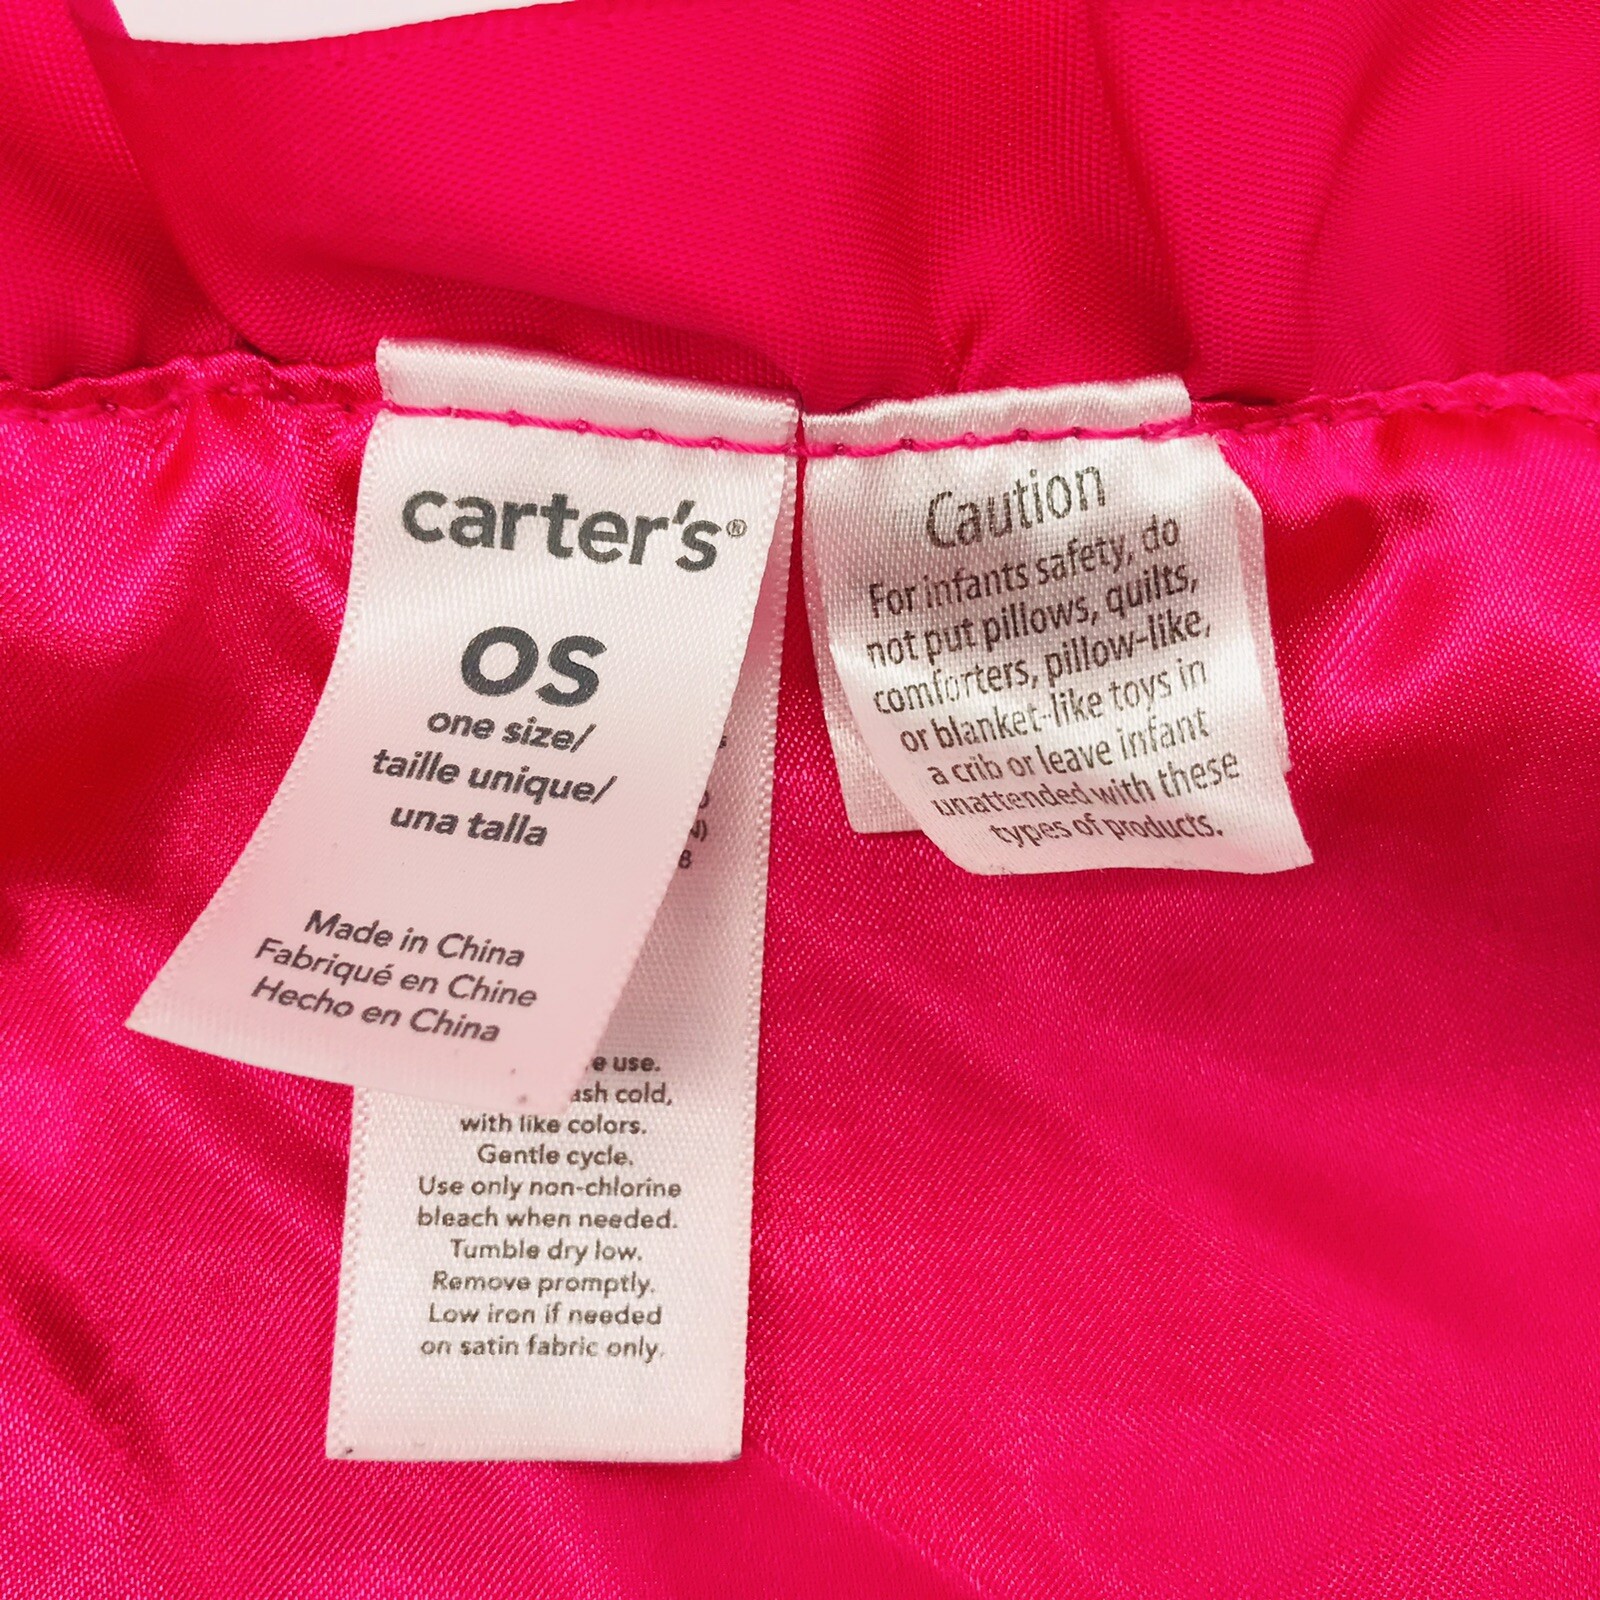 carter's®
OS
one size/
taille unique/
una talla
Made in China
Fabriqué en Chine
Hecho en China
use.
cold,
with like colors.
Gentle cycle.
Use only non-chlorine
bleach when needed.
Tumble dry low.
Remove promptly.
Low iron if needed
on satin fabric only.
Caution
For infants safety, do
not put pillows, quilts,
comforters, pillow-like,
or blanket-like toys in
a crib or leave infant
unattended with these
types of products.